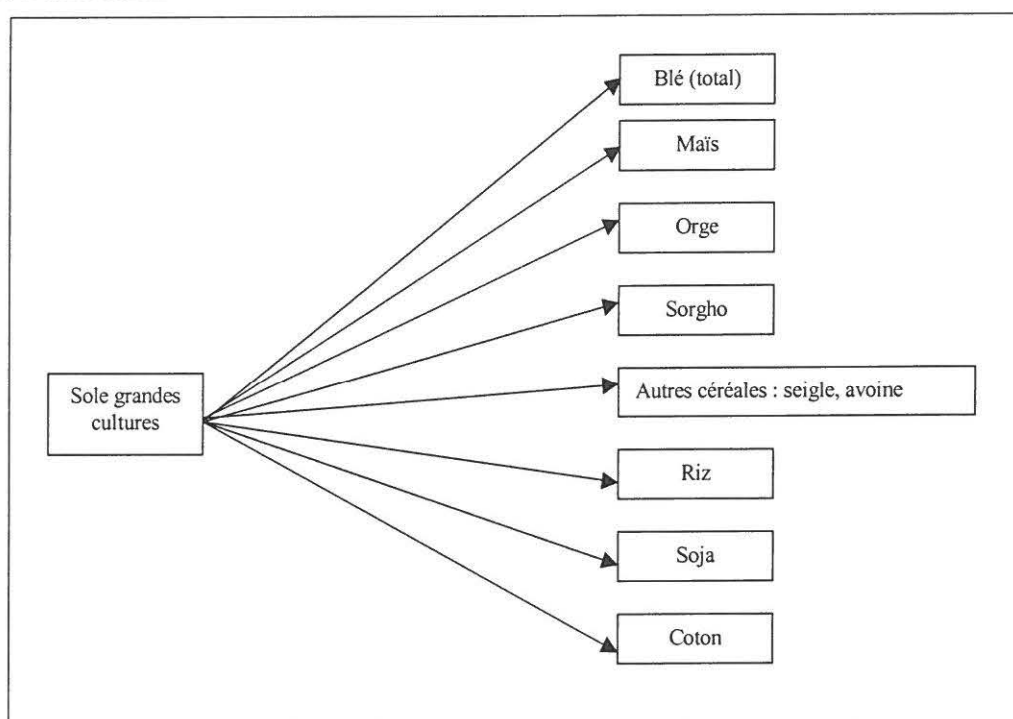 Blé (total)
Maïs
Orge
Sorgho
Sole grandes
cultures
Autres céréales : seigle, avoine
Riz
Soja
Coton